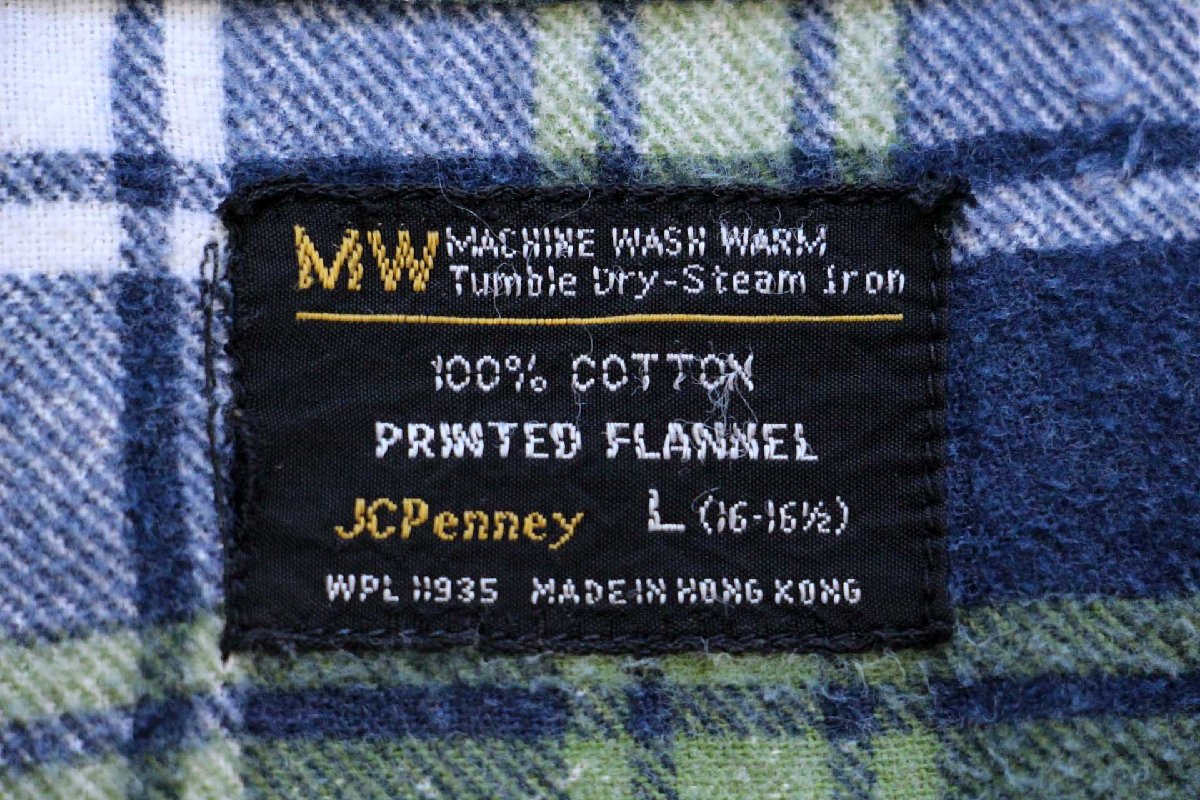 MW MACHINE WASH WARM
Tumble Dry-Steam Iron
100% COTTON
PRINTED FLANNEL
JCPenney L (16-16½)
WPL 11935 MADE IN HONG KONG